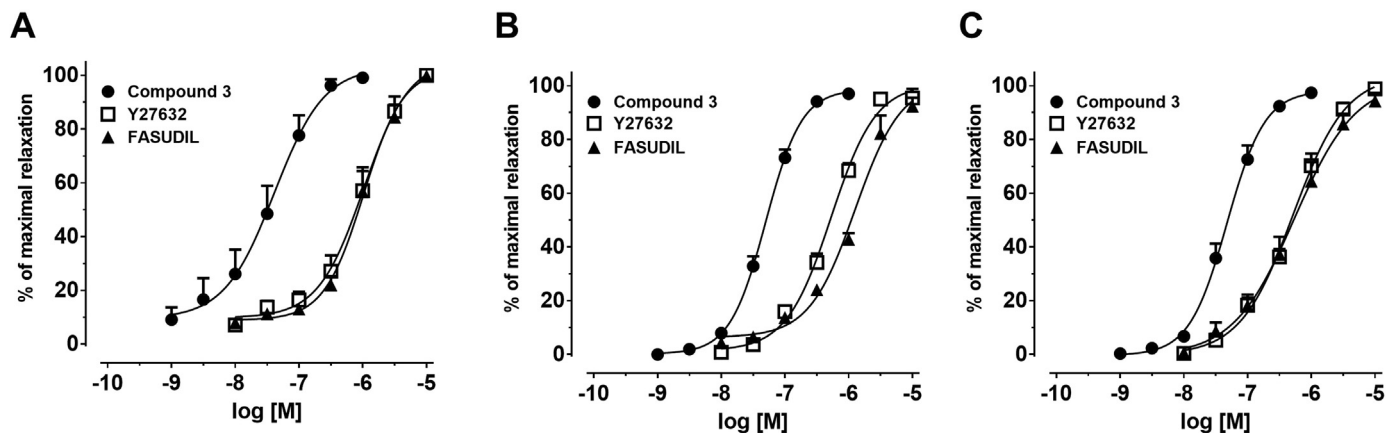 A
% of maximal relaxation
100
80
60
40
20
0
Compound 3
Y27632
FASUDIL
-10 -9 -8 -7 -6 -5
log [M]
B
% of maximal relaxation
100
80
60
40
20
0
Compound 3
Y27632
FASUDIL
-10 -9 -8 -7 -6 -5
log [M]
C
% of maximal relaxation
100
80
60
40
20
0
Compound 3
Y27632
FASUDIL
-10 -9 -8 -7 -6 -5
log [M]